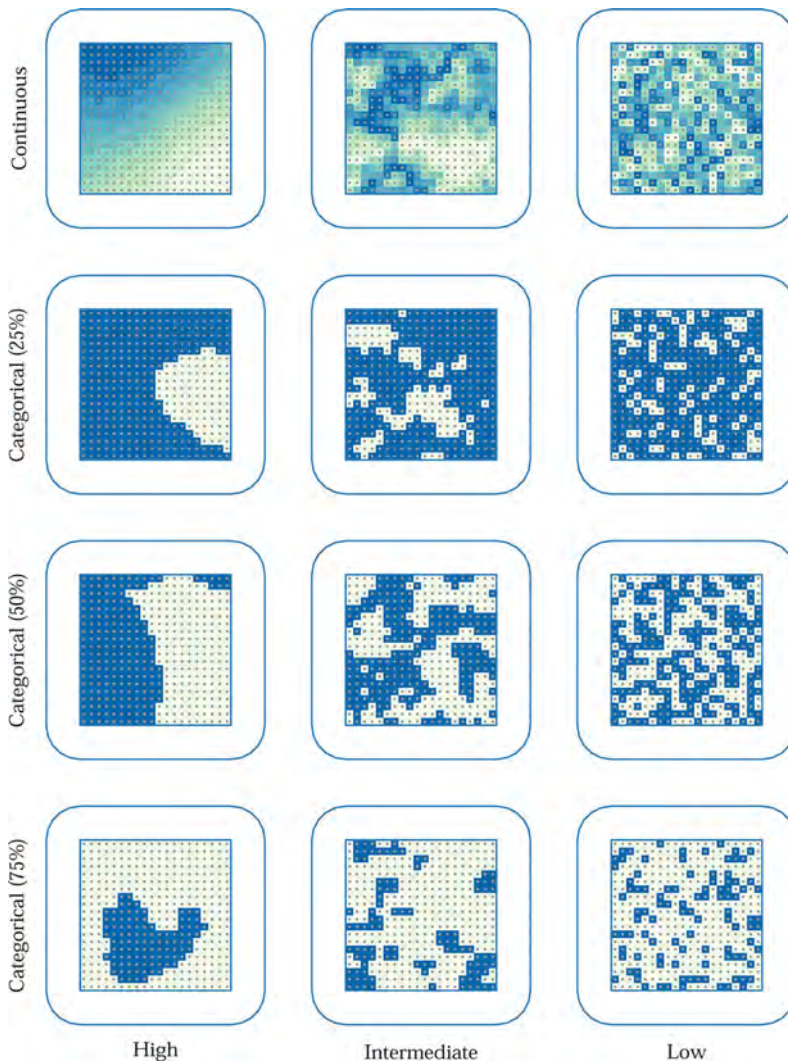 Continuous
Categorical (25%)
Categorical (50%)
Categorical (75%)
High
Intermediate
Low